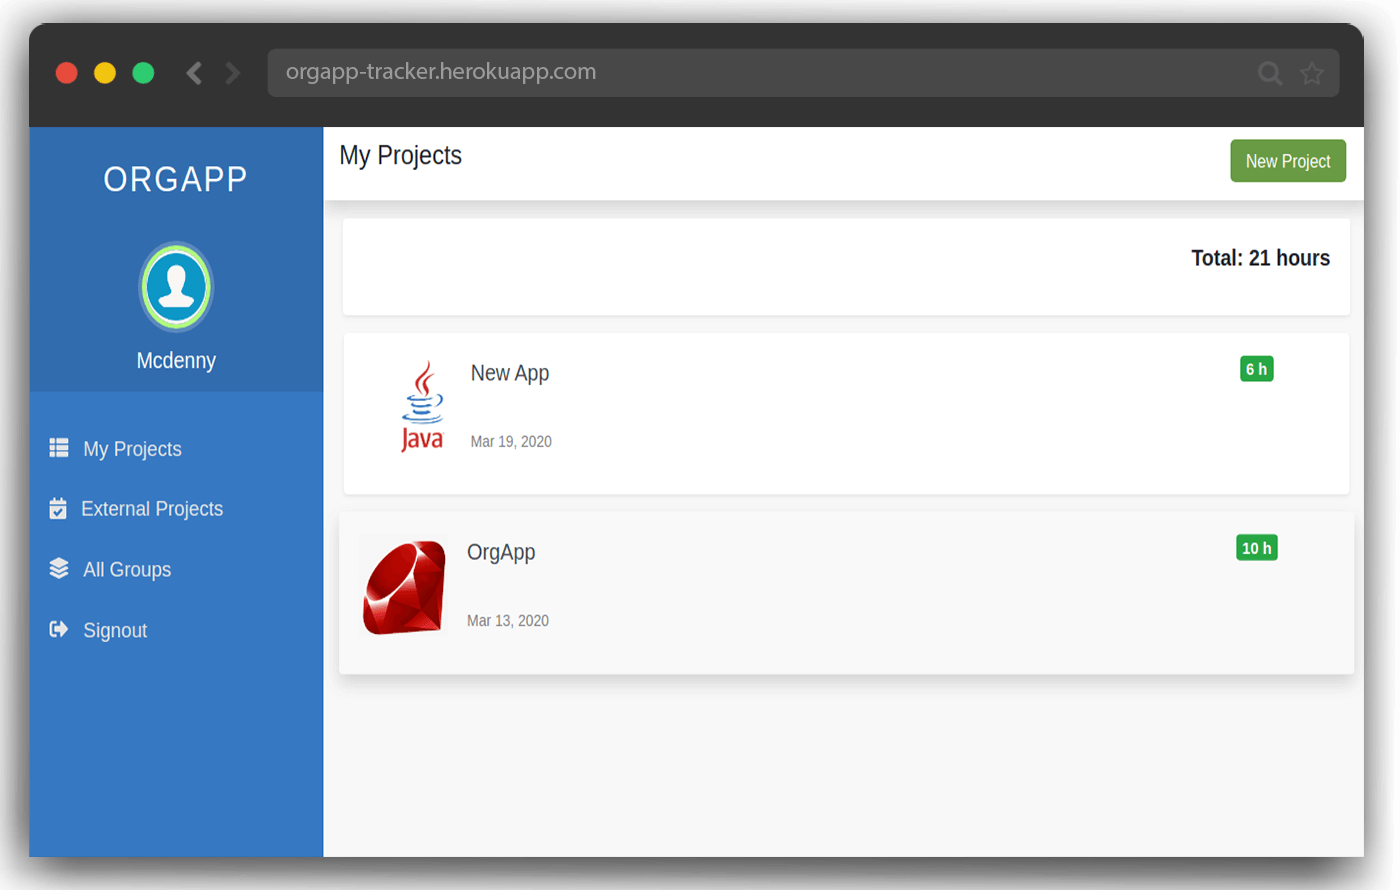 orgapp-tracker.herokuapp.com
ORGAPP
Mcdenny
My Projects
External Projects
All Groups
Signout
My Projects
New Project
Total: 21 hours
Java
New App
6 h
Mar 19, 2020
OrgApp
10 h
Mar 13, 2020